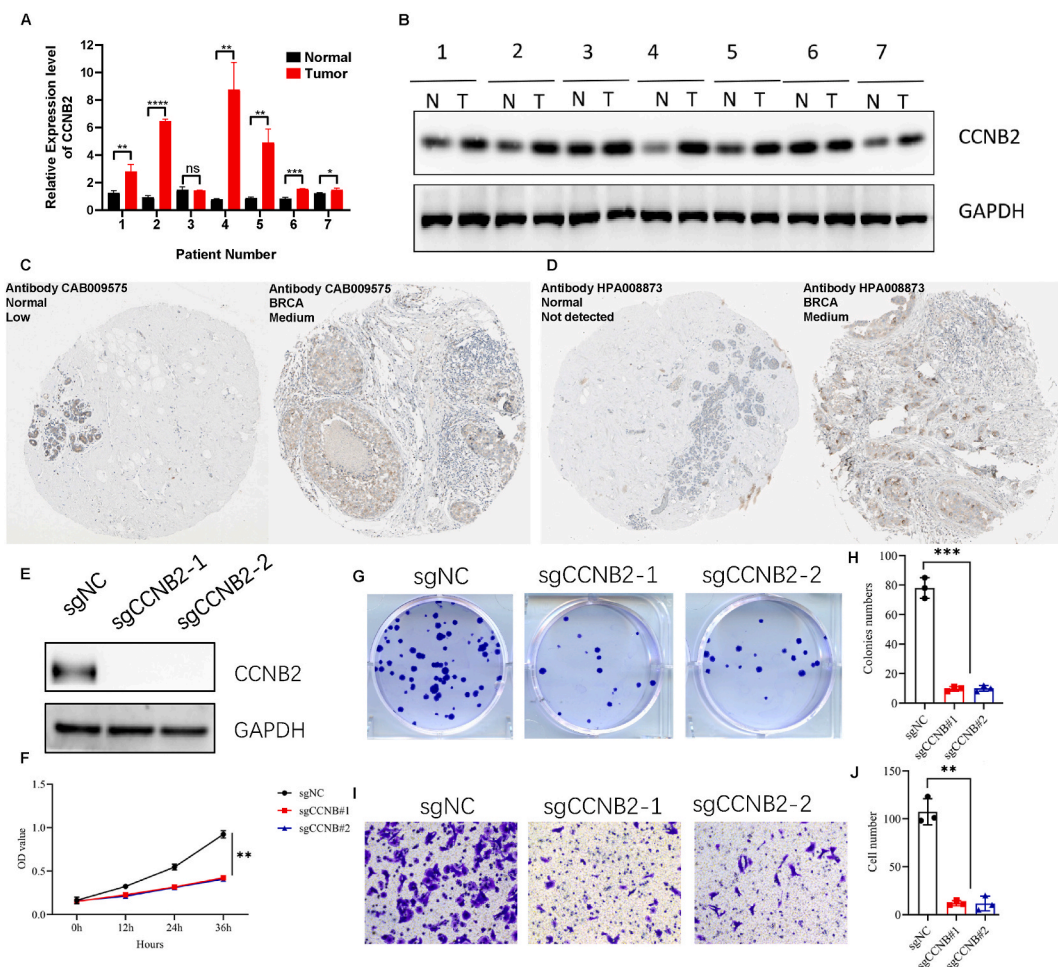 A
Relative Expression level
of CCNB2
12
10
8
6
4
2
0
** **** ns ** ** *** *
Normal
Tumor
1 2 3 4 5 6 7
Patient Number
B
1 2 3 4 5 6 7
N T N T N T N T N T N T N T
CCNB2
GAPDH
C
Antibody CAB009575
Normal
Low
Antibody CAB009575
BRCA
Medium
D
Antibody HPA008873
Normal
Not detected
Antibody HPA008873
BRCA
Medium
E
sgNC sgCCNB2-1 sgCCNB2-2
CCNB2
GAPDH
F
OD value
1.5
1.0
0.5
0.0
0h 12h 24h 36h
Hours
sgNC
sgCCNB#1
sgCCNB#2
**
G
sgNC sgCCNB2-1 sgCCNB2-2
H
Colonies numbers
100
80
60
40
20
0
***
sgNC sgCCNB#1 sgCCNB#2
I
sgNC sgCCNB2-1 sgCCNB2-2
J
Cell number
150
100
50
0
**
sgNC sgCCNB#1 sgCCNB#2